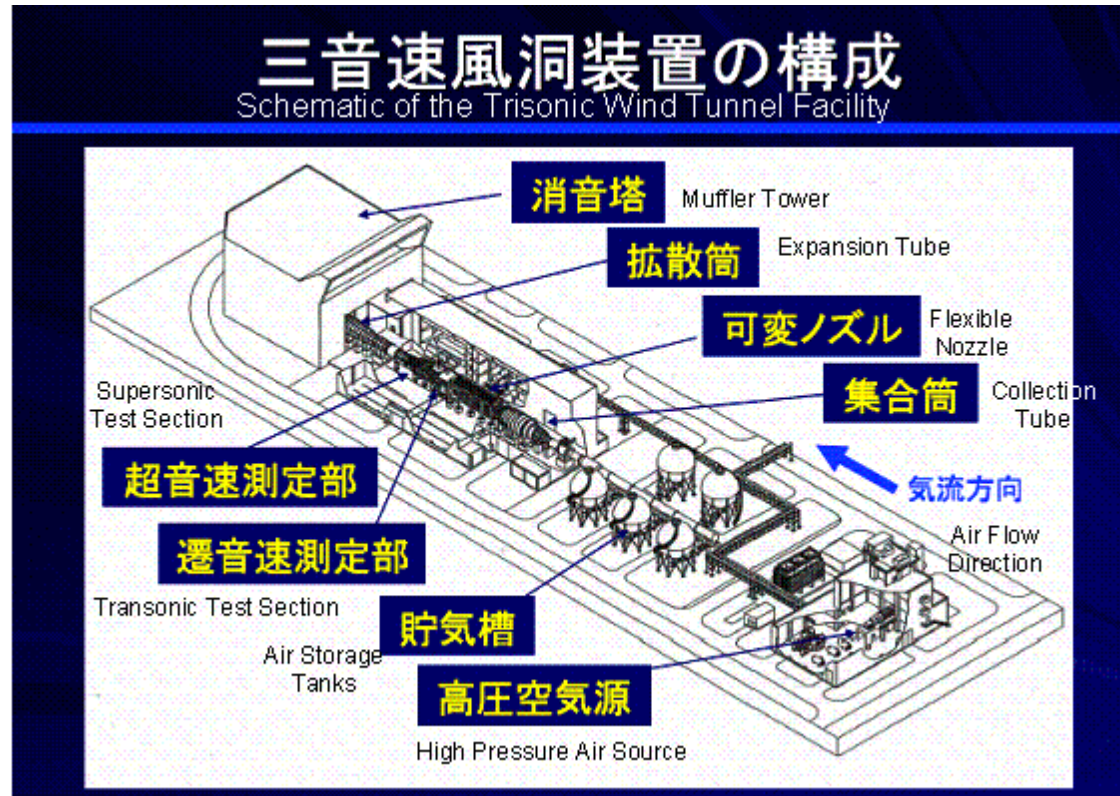 三音速風洞装置の構成
Schematic of the Trisonic Wind Tunnel Facility
消音塔
Muffler Tower
拡散筒
Expansion Tube
可変ノズル
Flexible
Nozzle
集合筒
Collection
Tube
Supersonic
Test Section
超音速測定部
気流方向
Air Flow
Direction
遷音速測定部
Transonic Test Section
貯気槽
Air Storage
Tanks
高圧空気源
High Pressure Air Source